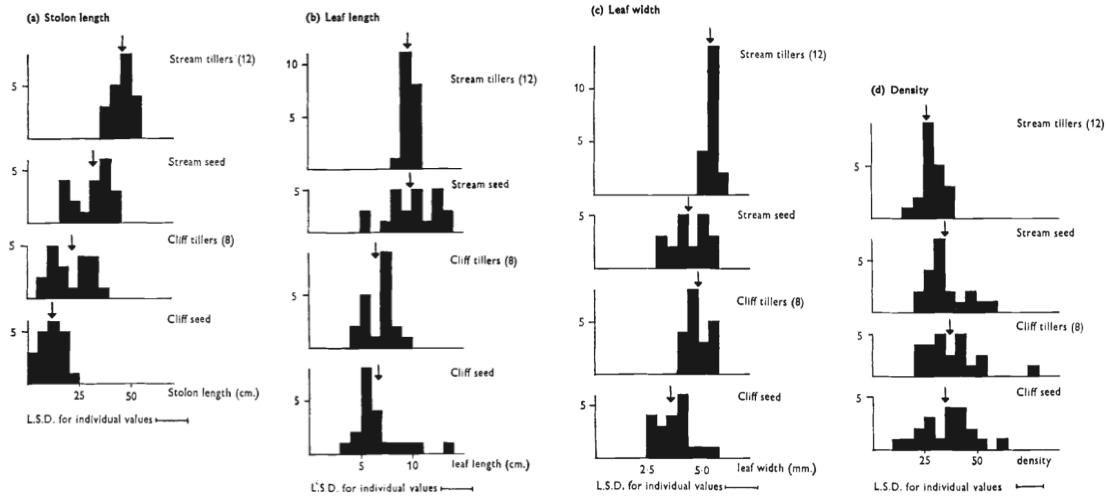 (a) Stolon length
Stream tillers (12)
5
Stream seed
5
Cliff tillers (8)
5
Cliff seed
5
25
50
Stolon length (cm.)
L.S.D. for individual values
(b) Leaf length
10
Stream tillers (12)
5
Stream seed
5
Cliff tillers (8)
5
Cliff seed
5
5
10
leaf length (cm.)
L.S.D. for individual values
(c) Leaf width
Stream tillers (12)
10
5
Stream seed
5
Cliff tillers (8)
5
Cliff seed
5
2·5
5·0
leaf width (mm.)
L.S.D. for individual values
(d) Density
Stream tillers (12)
5
Stream seed
5
Cliff tillers (8)
5
Cliff seed
5
25
50
density
L.S.D. for individual values